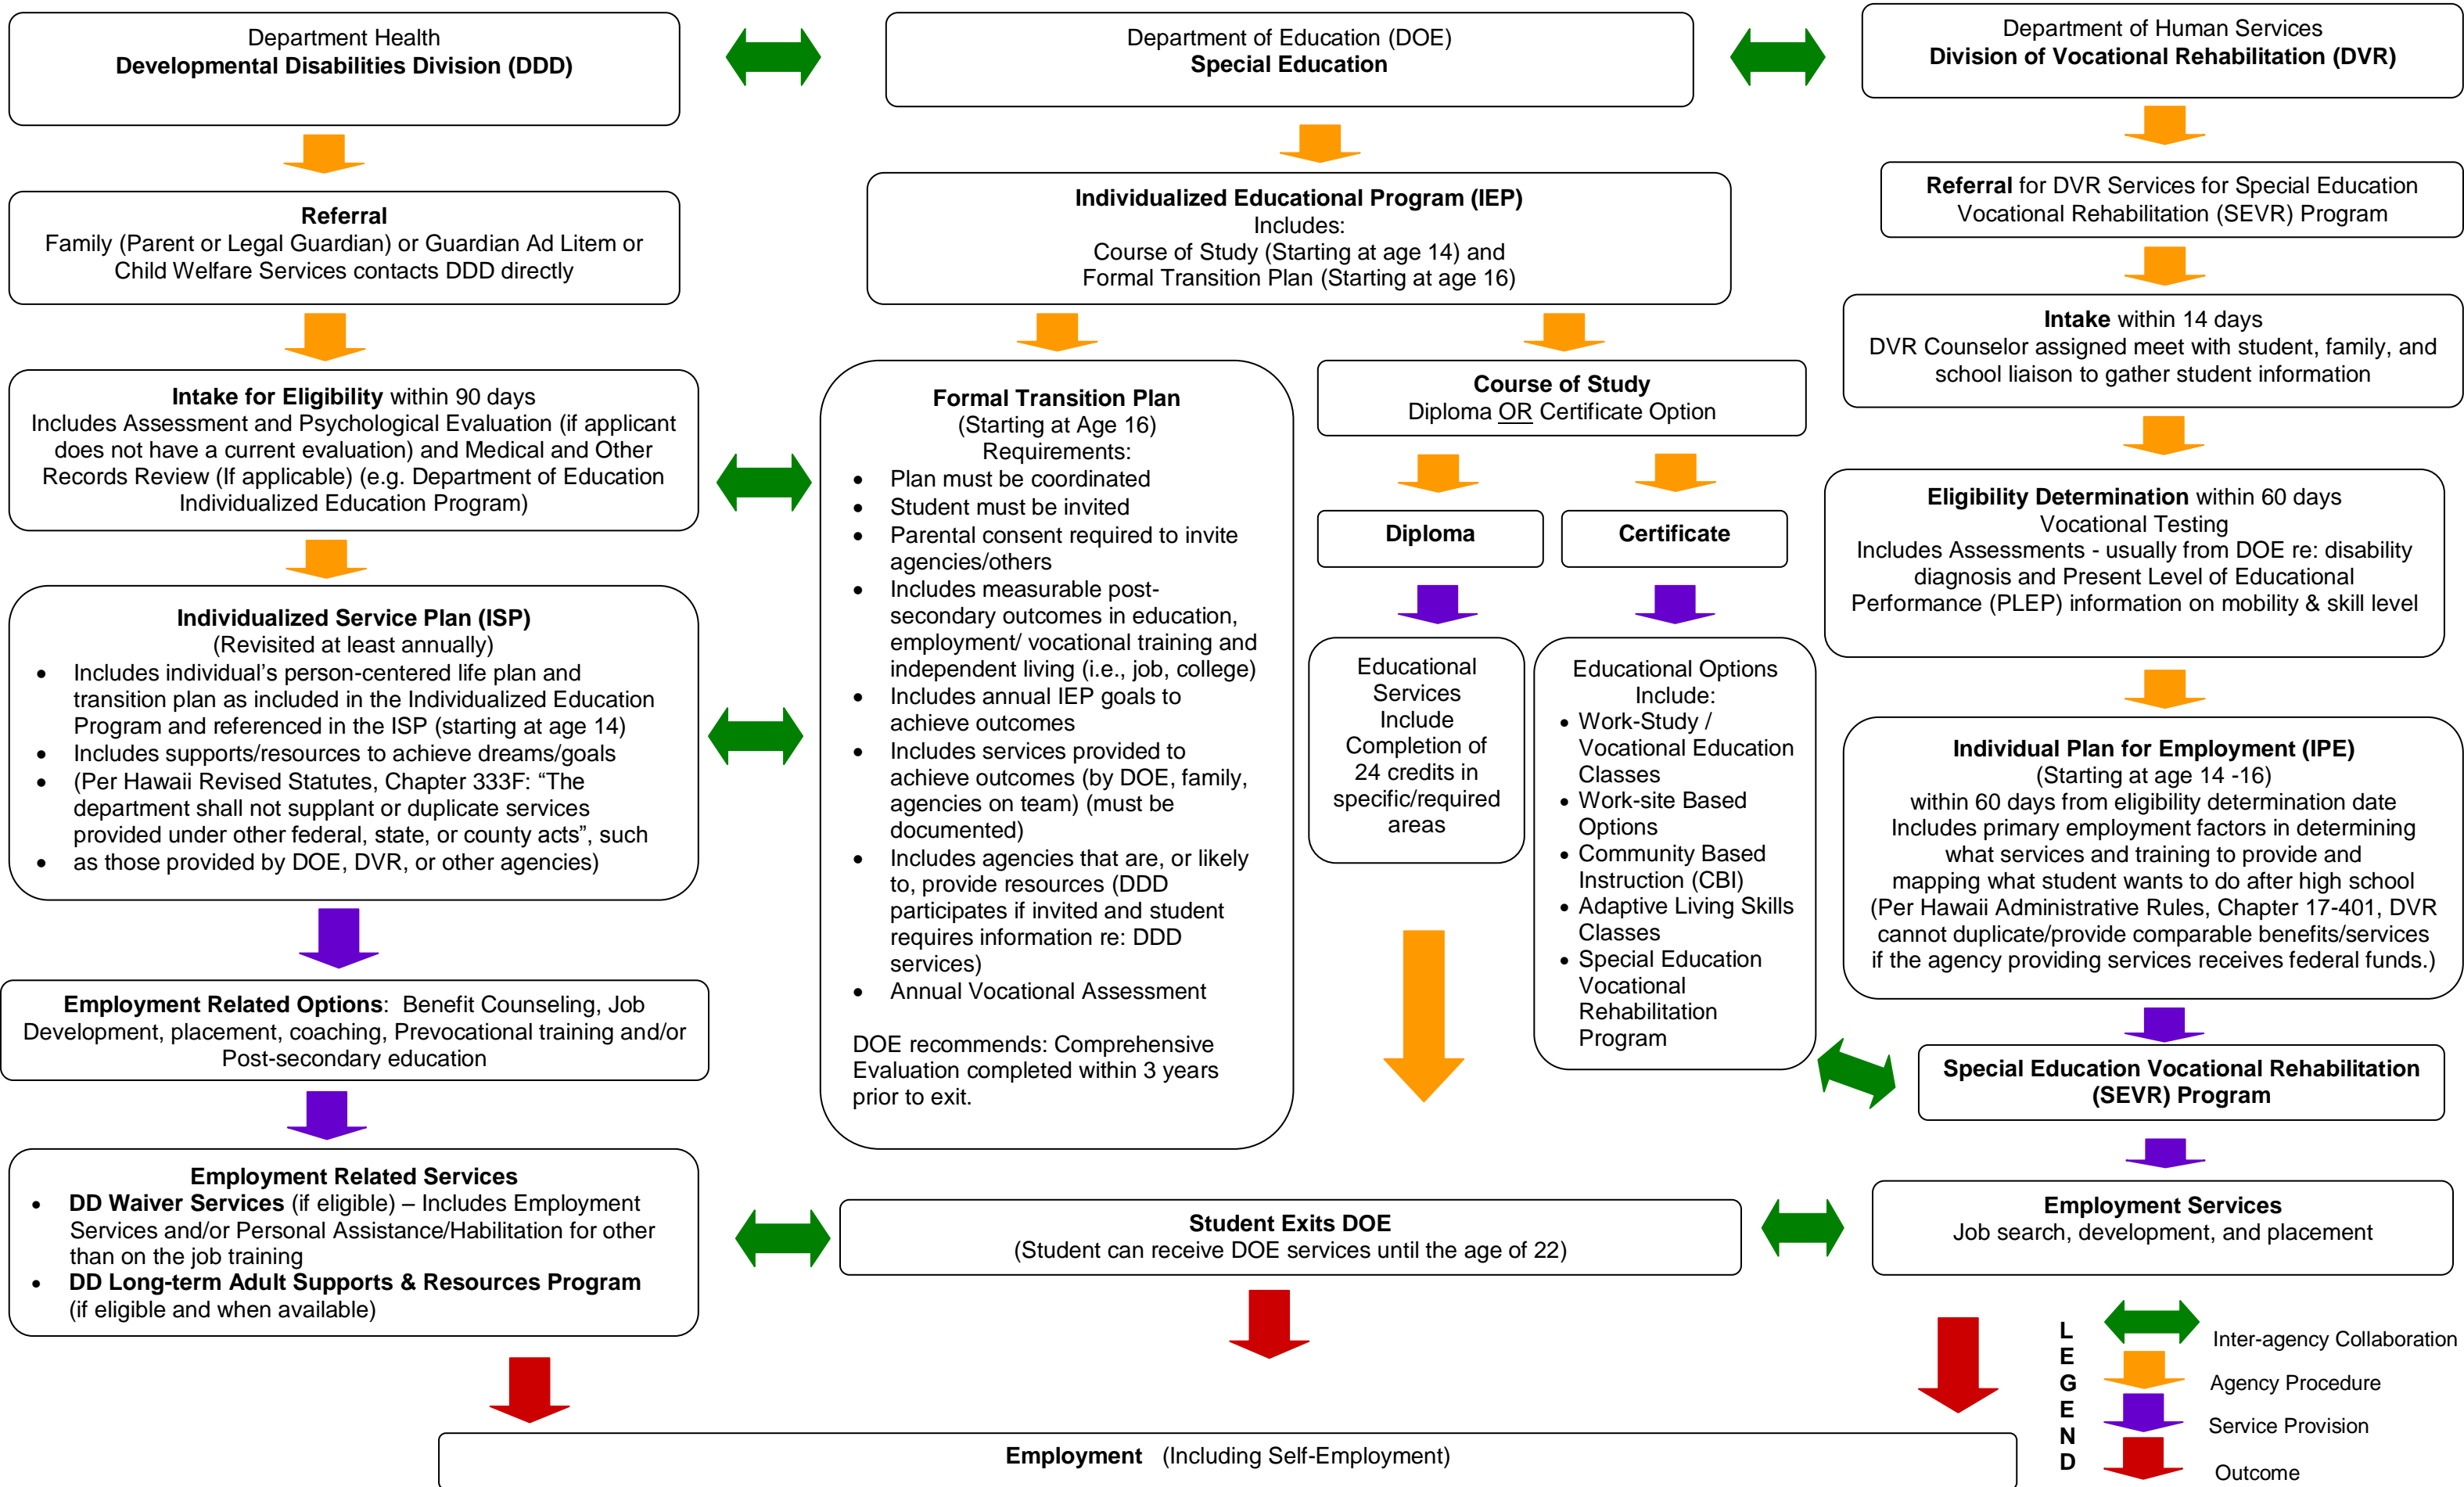 Department Health
Developmental Disabilities Division (DDD)
Department of Education (DOE)
Special Education
Department of Human Services
Division of Vocational Rehabilitation (DVR)
Referral
Family (Parent or Legal Guardian) or Guardian Ad Litem or
Child Welfare Services contacts DDD directly
Intake for Eligibility within 90 days
Includes Assessment and Psychological Evaluation (if applicant
does not have a current evaluation) and Medical and Other
Records Review (If applicable) (e.g. Department of Education
Individualized Education Program)
Individualized Service Plan (ISP)
(Revisited at least annually)
• Includes individual’s person-centered life plan and
transition plan as included in the Individualized Education
Program and referenced in the ISP (starting at age 14)
• Includes supports/resources to achieve dreams/goals
• (Per Hawaii Revised Statutes, Chapter 333F: “The
department shall not supplant or duplicate services
provided under other federal, state, or county acts”, such
• as those provided by DOE, DVR, or other agencies)
Employment Related Options: Benefit Counseling, Job
Development, placement, coaching, Prevocational training and/or
Post-secondary education
Employment Related Services
• DD Waiver Services (if eligible) – Includes Employment
Services and/or Personal Assistance/Habilitation for other
than on the job training
• DD Long-term Adult Supports & Resources Program
(if eligible and when available)
Individualized Educational Program (IEP)
Includes:
Course of Study (Starting at age 14) and
Formal Transition Plan (Starting at age 16)
Formal Transition Plan
(Starting at Age 16)
Requirements:
• Plan must be coordinated
• Student must be invited
• Parental consent required to invite
agencies/others
• Includes measurable post-
secondary outcomes in education,
employment/ vocational training and
independent living (i.e., job, college)
• Includes annual IEP goals to
achieve outcomes
• Includes services provided to
achieve outcomes (by DOE, family,
agencies on team) (must be
documented)
• Includes agencies that are, or likely
to, provide resources (DDD
participates if invited and student
requires information re: DDD
services)
• Annual Vocational Assessment
DOE recommends: Comprehensive
Evaluation completed within 3 years
prior to exit.
Course of Study
Diploma OR Certificate Option
Diploma
Certificate
Educational
Services
Include
Completion of
24 credits in
specific/required
areas
Educational Options
Include:
• Work-Study /
Vocational Education
Classes
• Work-site Based
Options
• Community Based
Instruction (CBI)
• Adaptive Living Skills
Classes
• Special Education
Vocational
Rehabilitation
Program
Student Exits DOE
(Student can receive DOE services until the age of 22)
Referral for DVR Services for Special Education
Vocational Rehabilitation (SEVR) Program
Intake within 14 days
DVR Counselor assigned meet with student, family, and
school liaison to gather student information
Eligibility Determination within 60 days
Vocational Testing
Includes Assessments - usually from DOE re: disability
diagnosis and Present Level of Educational
Performance (PLEP) information on mobility & skill level
Individual Plan for Employment (IPE)
(Starting at age 14 -16)
within 60 days from eligibility determination date
Includes primary employment factors in determining
what services and training to provide and
mapping what student wants to do after high school
(Per Hawaii Administrative Rules, Chapter 17-401, DVR
cannot duplicate/provide comparable benefits/services
if the agency providing services receives federal funds.)
Special Education Vocational Rehabilitation
(SEVR) Program
Employment Services
Job search, development, and placement
Employment (Including Self-Employment)
LEGEND
Inter-agency Collaboration
Agency Procedure
Service Provision
Outcome